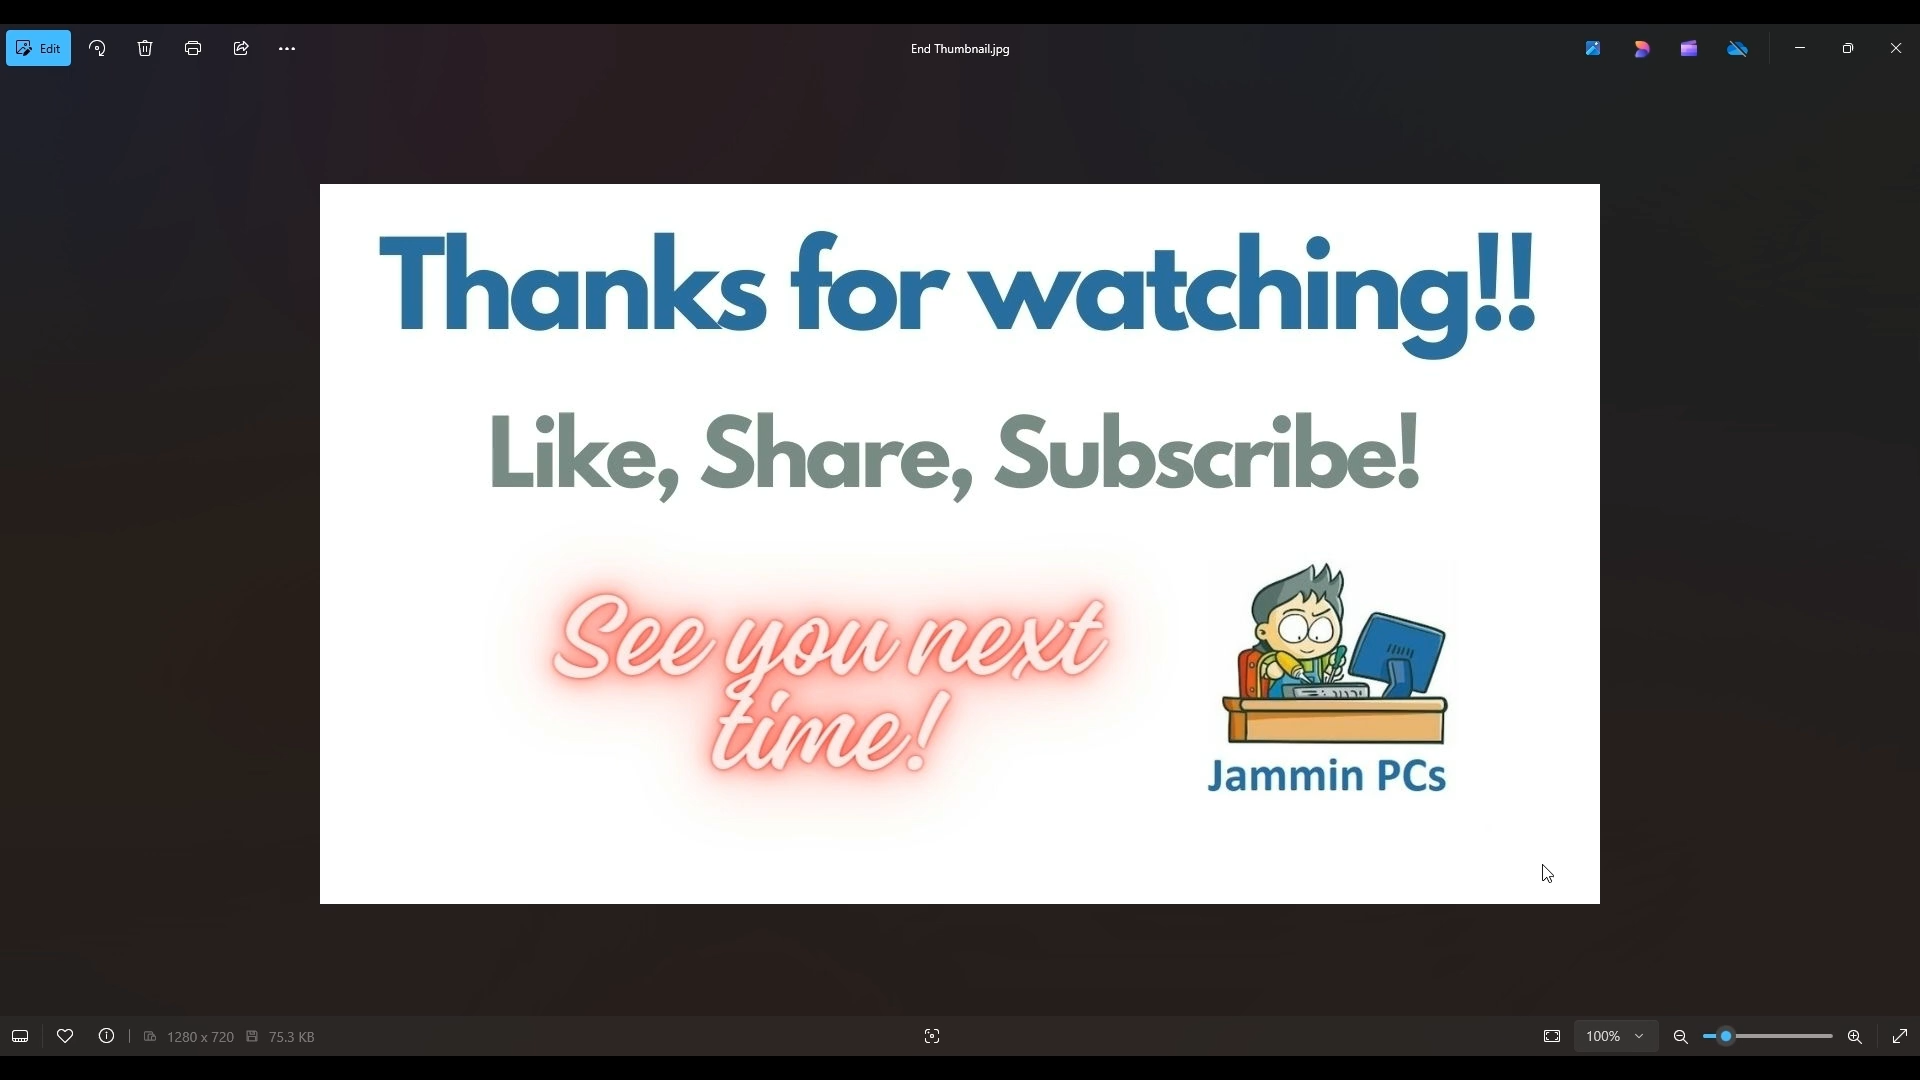 Edit
End Thumbnail.jpg
Thanks for watching!!
Like, Share, Subscribe!
See you next
time!
Jammin PCs
1280 x 720
75.3 KB
100%